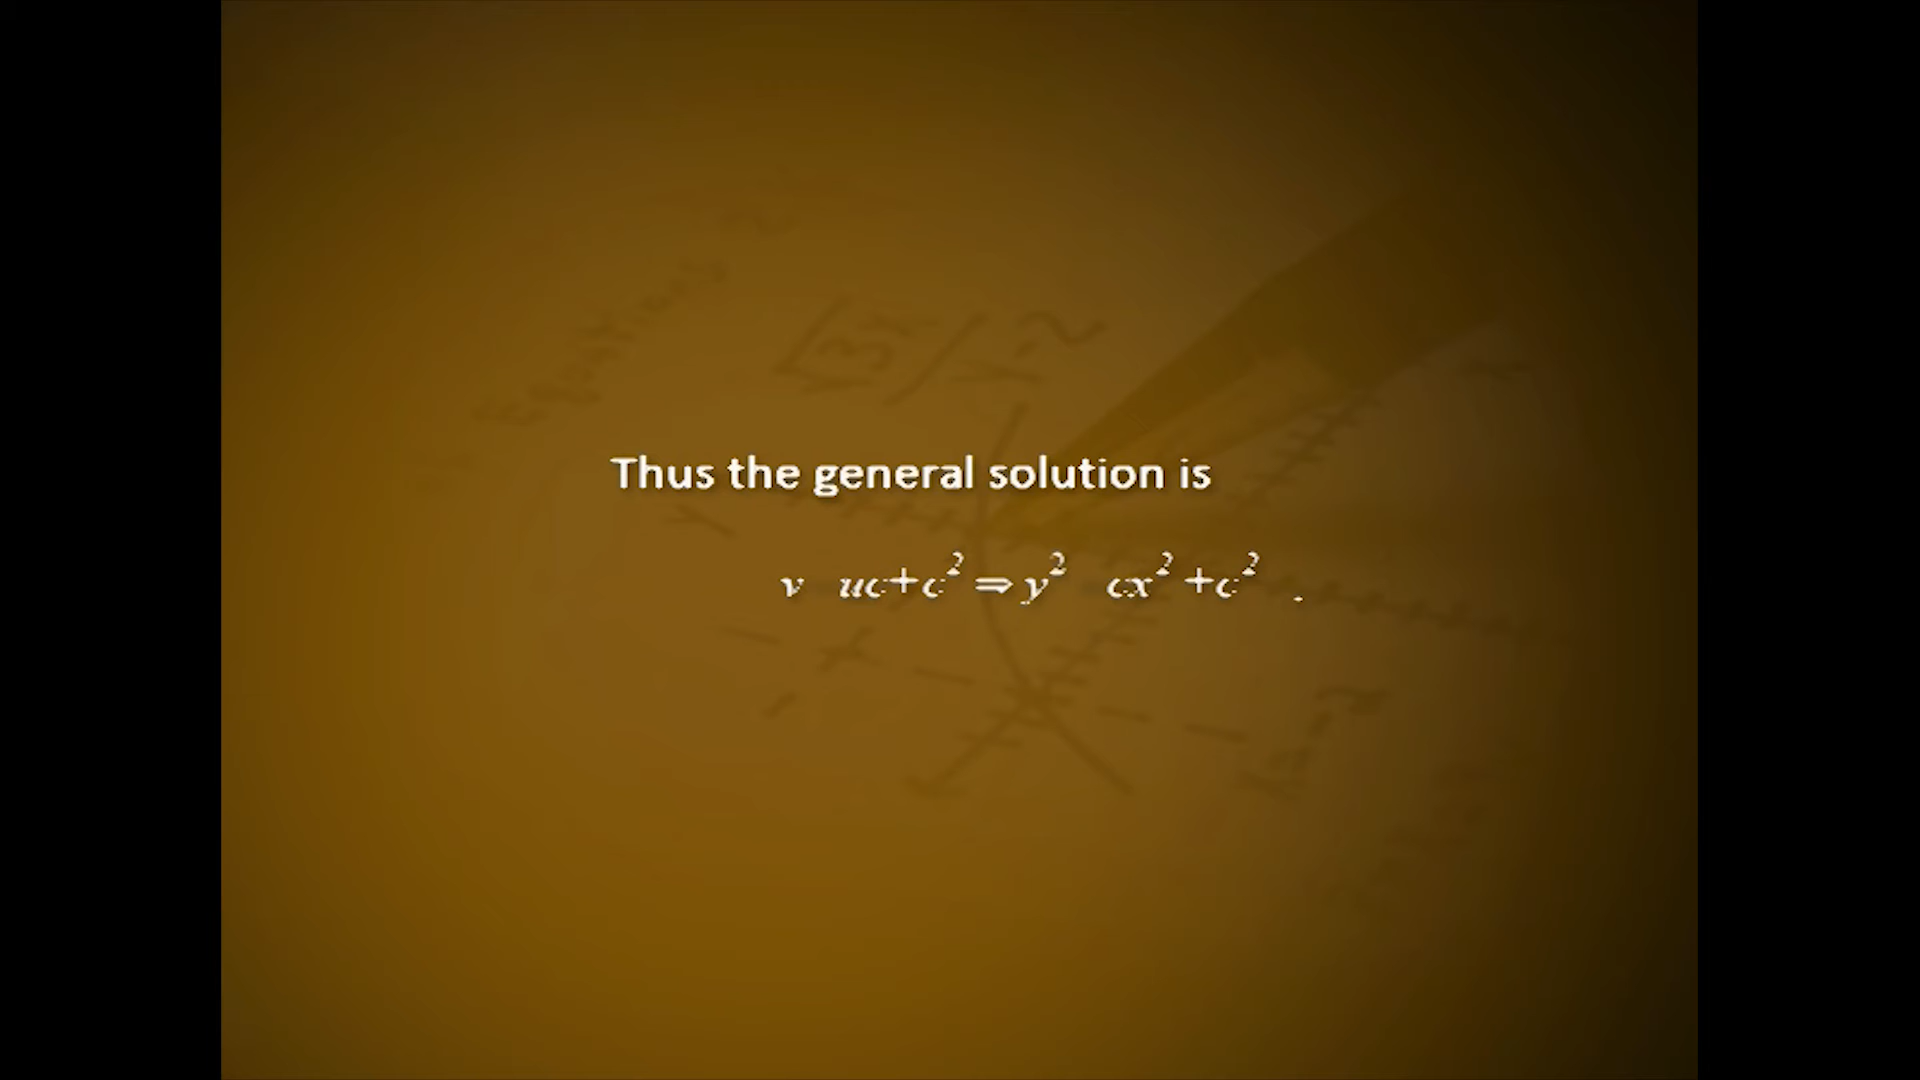 Thus the general solution is
v uc+c² ⇒ y² cx²+c² .